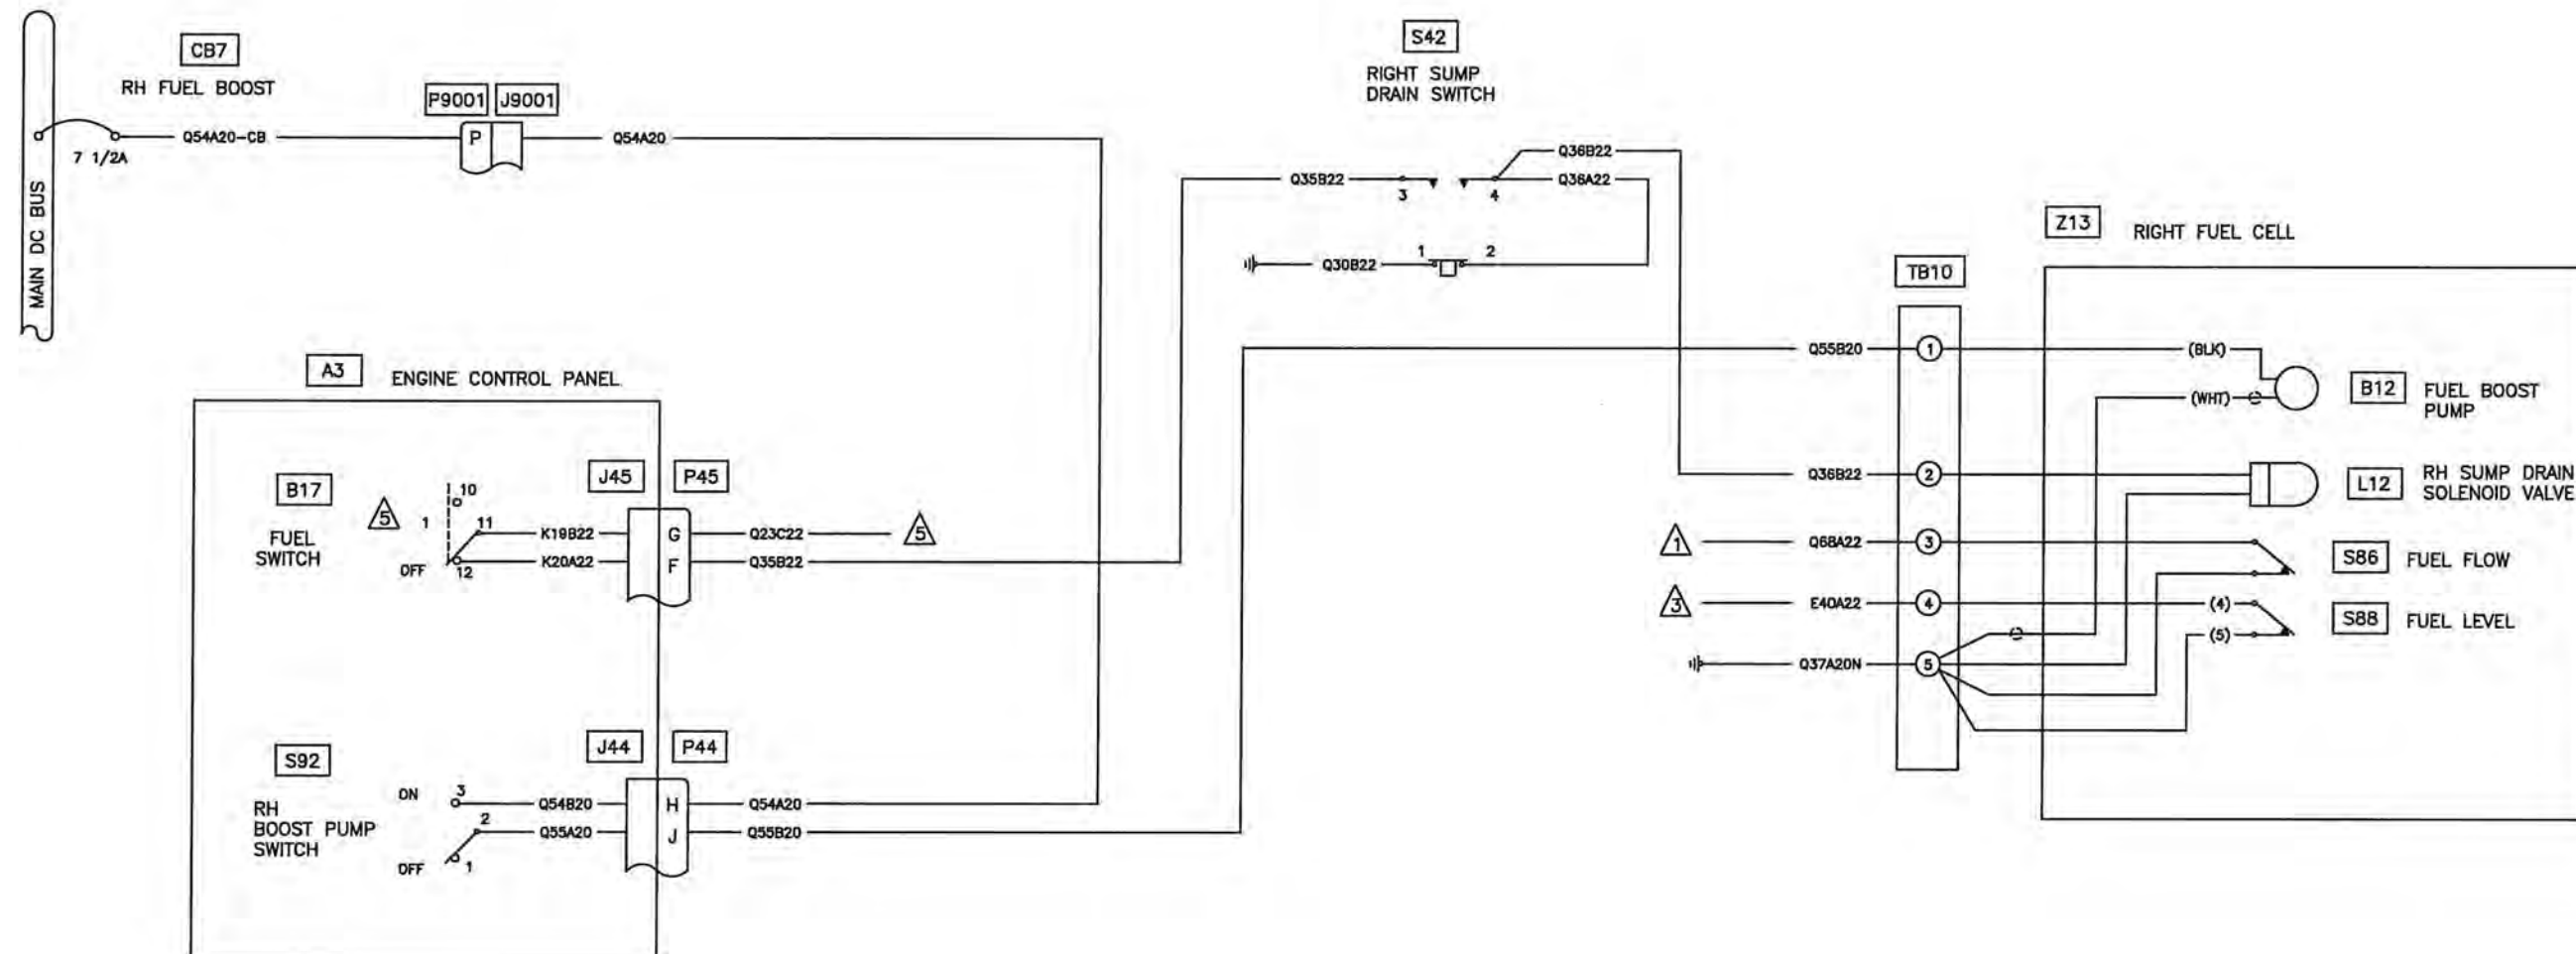 MAIN DC BUS
CB7
RH FUEL BOOST
7 1/2A
Q54A20-CB
P9001
J9001
P
Q54A20
S42
RIGHT SUMP
DRAIN SWITCH
Q35B22
3
4
Q36B22
Q36A22
Q30B22
1
2
A3
ENGINE CONTROL PANEL
B17
FUEL
SWITCH
5
1
10
11
OFF
12
K19B22
K20A22
J45
P45
G
F
Q23C22
5
Q35B22
S92
RH
BOOST PUMP
SWITCH
ON
3
2
OFF
1
Q54B20
Q55A20
J44
P44
H
J
Q54A20
Q55B20
TB10
Q55B20
1
Q36B22
2
1
Q68A22
3
3
E40A22
4
Q37A20N
5
Z13
RIGHT FUEL CELL
(BLK)
(WHT)
B12
FUEL BOOST
PUMP
L12
RH SUMP DRAIN
SOLENOID VALVE
S86
FUEL FLOW
(4)
(5)
S88
FUEL LEVEL